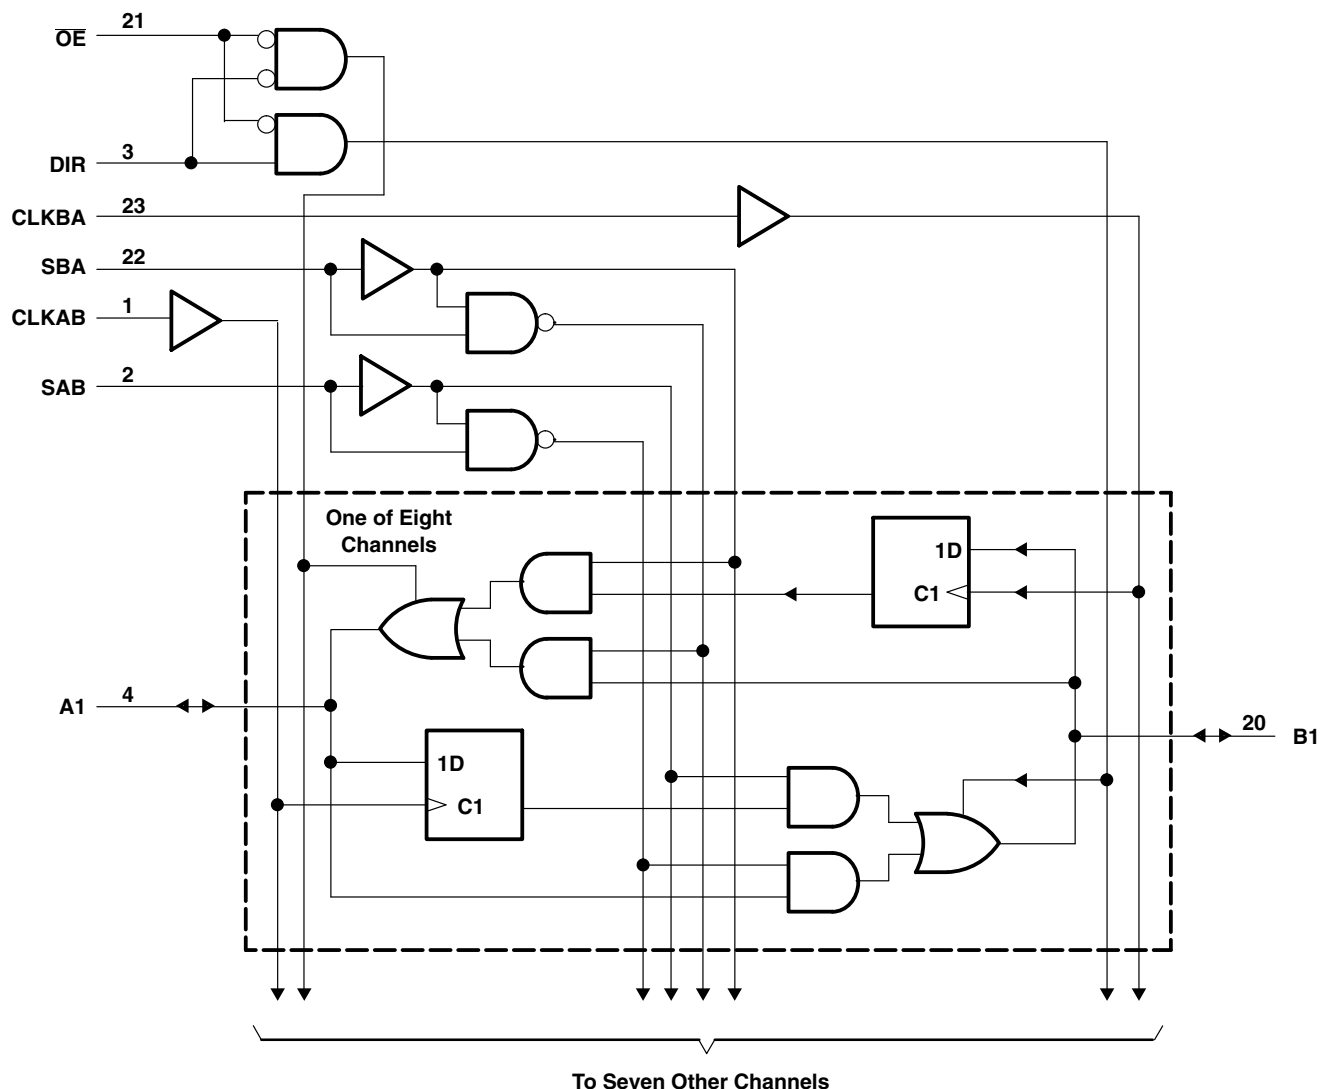 21
O̅E̅
3
DIR
23
CLKBA
22
SBA
1
CLKAB
2
SAB
One of Eight
Channels
1D
C1
4
A1
20
B1
1D
C1
To Seven Other Channels